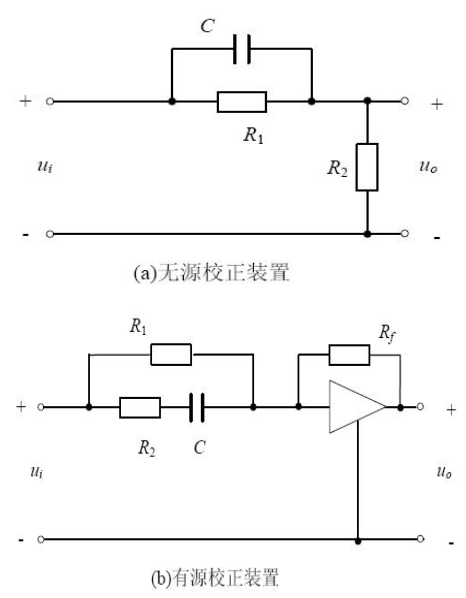 C
+ +
R1
ui R2 uo
- -
(a)无源校正装置
R1 Rf
+ +
R2 C
ui uo
- -
(b)有源校正装置